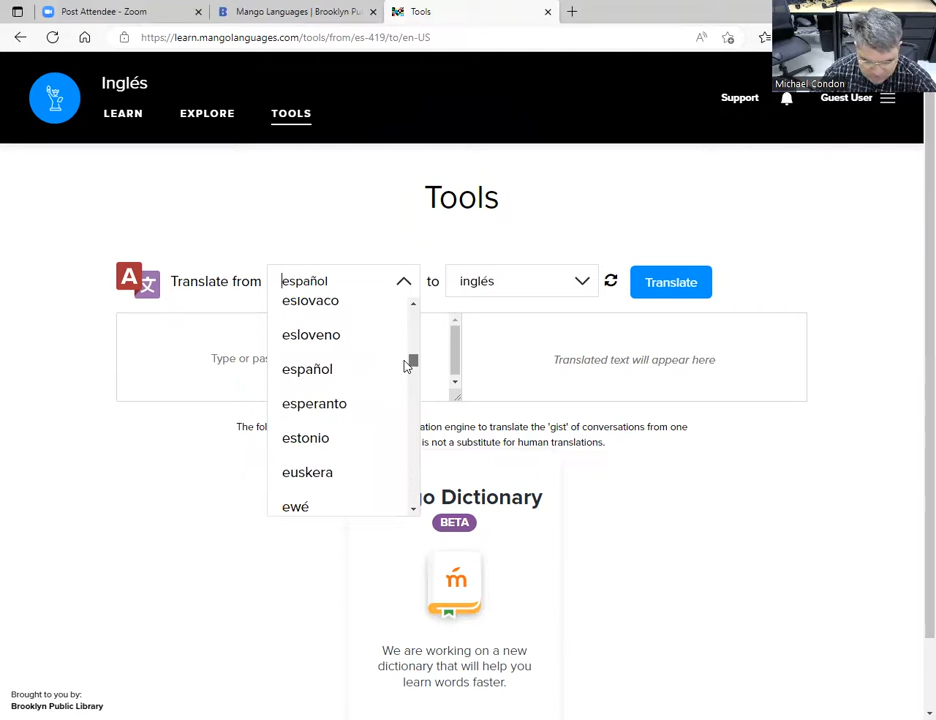 Post Attendee - Zoom
Mango Languages | Brooklyn Pu
Tools
https://learn.mangolanguages.com/tools/from/es-419/to/en-US
Michael Condon
Inglés
LEARN
EXPLORE
TOOLS
Support
Guest User
Tools
A
文
Translate from
español
to
inglés
Translate
eslovaco
esloveno
español
esperanto
estonio
euskera
ewé
Type or pas
Translated text will appear here
The fol
ation engine to translate the 'gist' of conversations from one
is not a substitute for human translations.
o Dictionary
BETA
m
We are working on a new
dictionary that will help you
learn words faster.
Brought to you by:
Brooklyn Public Library